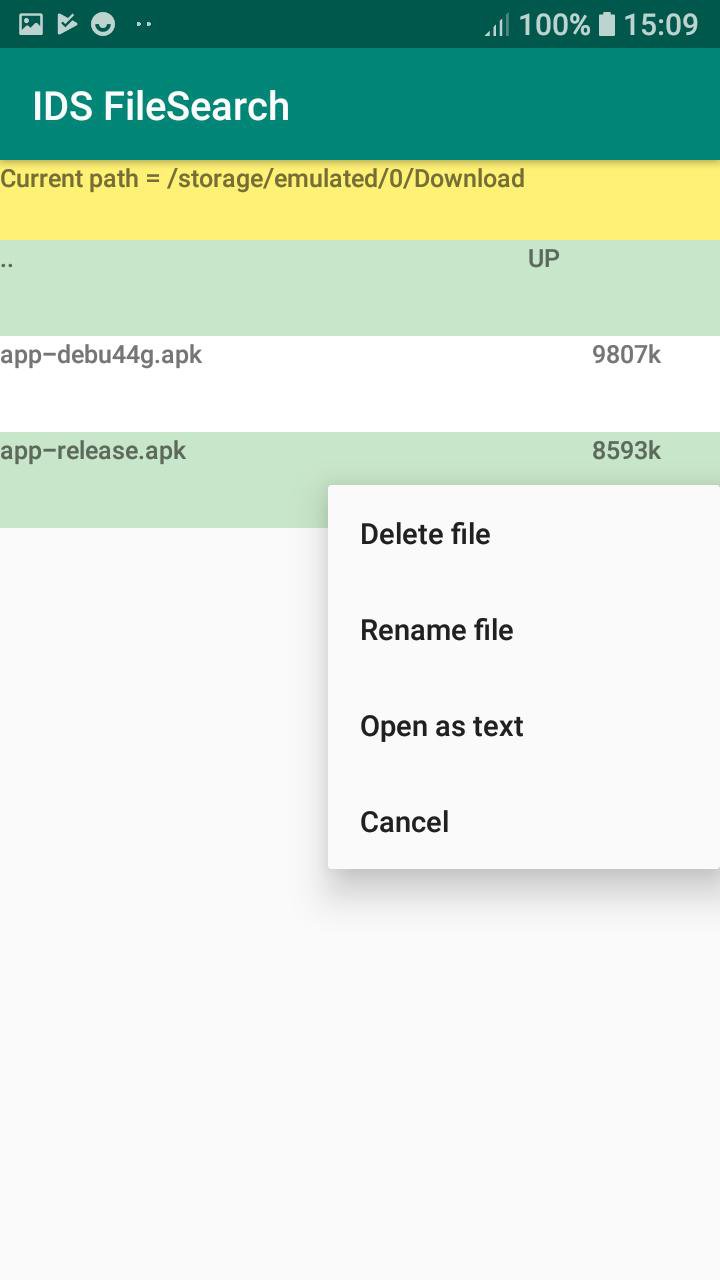 100% 15:09
IDS FileSearch
Current path = /storage/emulated/0/Download
.. UP
app-debu44g.apk 9807k
app-release.apk 8593k
Delete file
Rename file
Open as text
Cancel